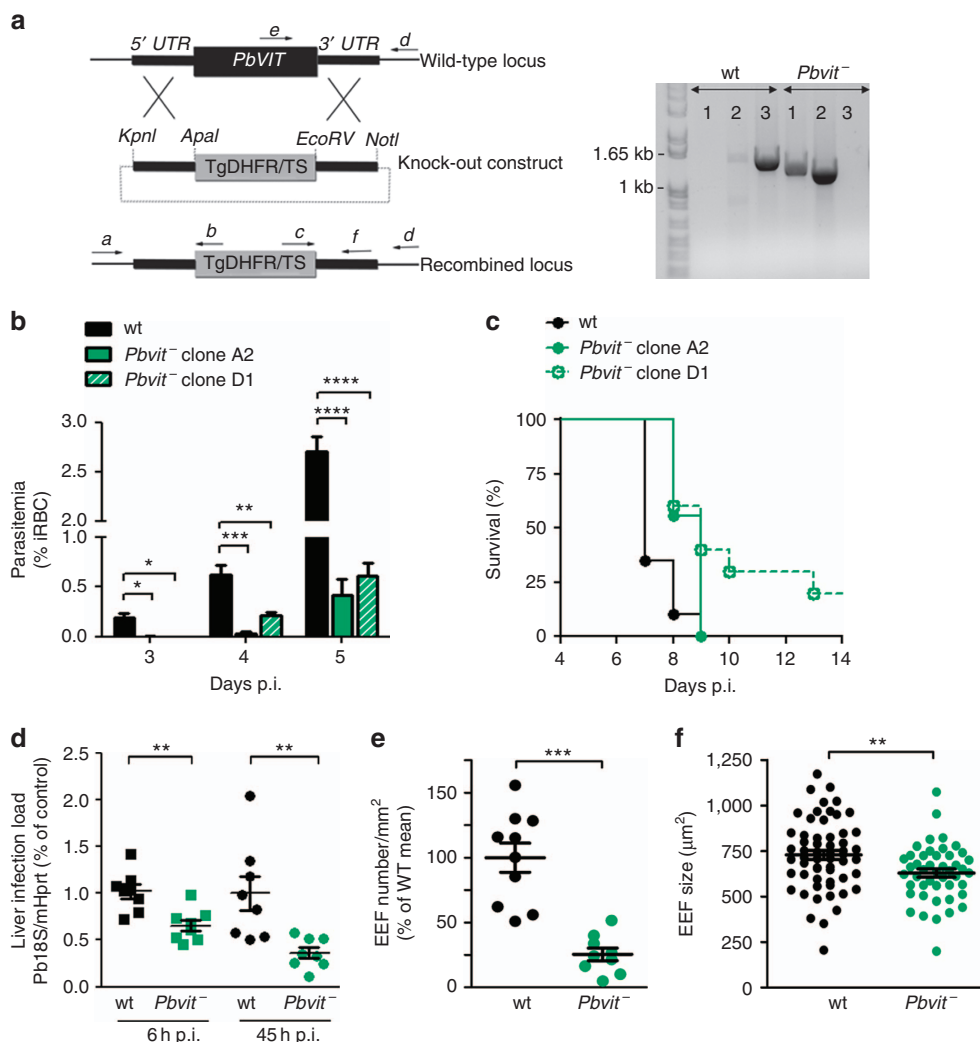 a
5' UTR e 3' UTR d
PbVIT Wild-type locus
KpnI ApaI EcoRV NotI
TgDHFR/TS Knock-out construct
a b c f d
TgDHFR/TS Recombined locus
wt Pbvit⁻
1 2 3 1 2 3
1.65 kb
1 kb
b
wt
Pbvit⁻ clone A2
Pbvit⁻ clone D1
Parasitemia
(% iRBC)
3.0
2.5
2.0
1.0
0.5
0.0
* * *** ** **** ****
3 4 5
Days p.i.
c
wt
Pbvit⁻ clone A2
Pbvit⁻ clone D1
Survival (%)
100
75
50
25
0
4 6 8 10 12 14
Days p.i.
d
Liver infection load
Pb18S/mHprt (% of control)
2.5
2.0
1.5
1.0
0.5
0.0
** **
wt Pbvit⁻ wt Pbvit⁻
6 h p.i. 45 h p.i.
e
EEF number/mm²
(% of WT mean)
150
100
50
0
***
wt Pbvit⁻
f
EEF size (µm²)
1,250
1,000
750
500
250
0
**
wt Pbvit⁻